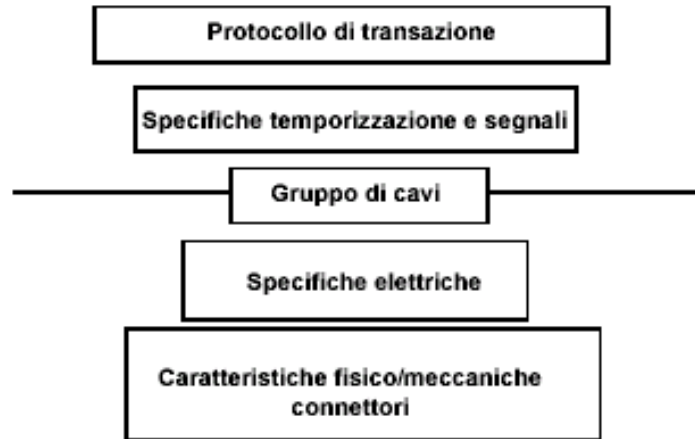 Protocollo di transazione
Specifiche temporizzazione e segnali
Gruppo di cavi
Specifiche elettriche
Caratteristiche fisico/meccaniche
connettori